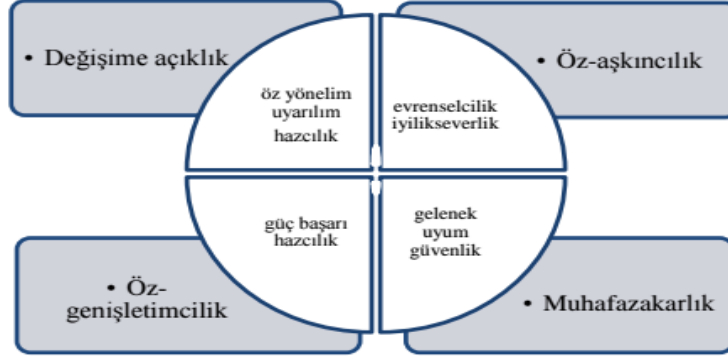 • Değişime açıklık
öz yönelim
uyarılım
hazcılık
evrenselcilik
iyilikseverlik
• Öz-aşkıncılık
• Öz-
genişletimcilik
güç başarı
hazcılık
gelenek
uyum
güvenlik
• Muhafazakarlık